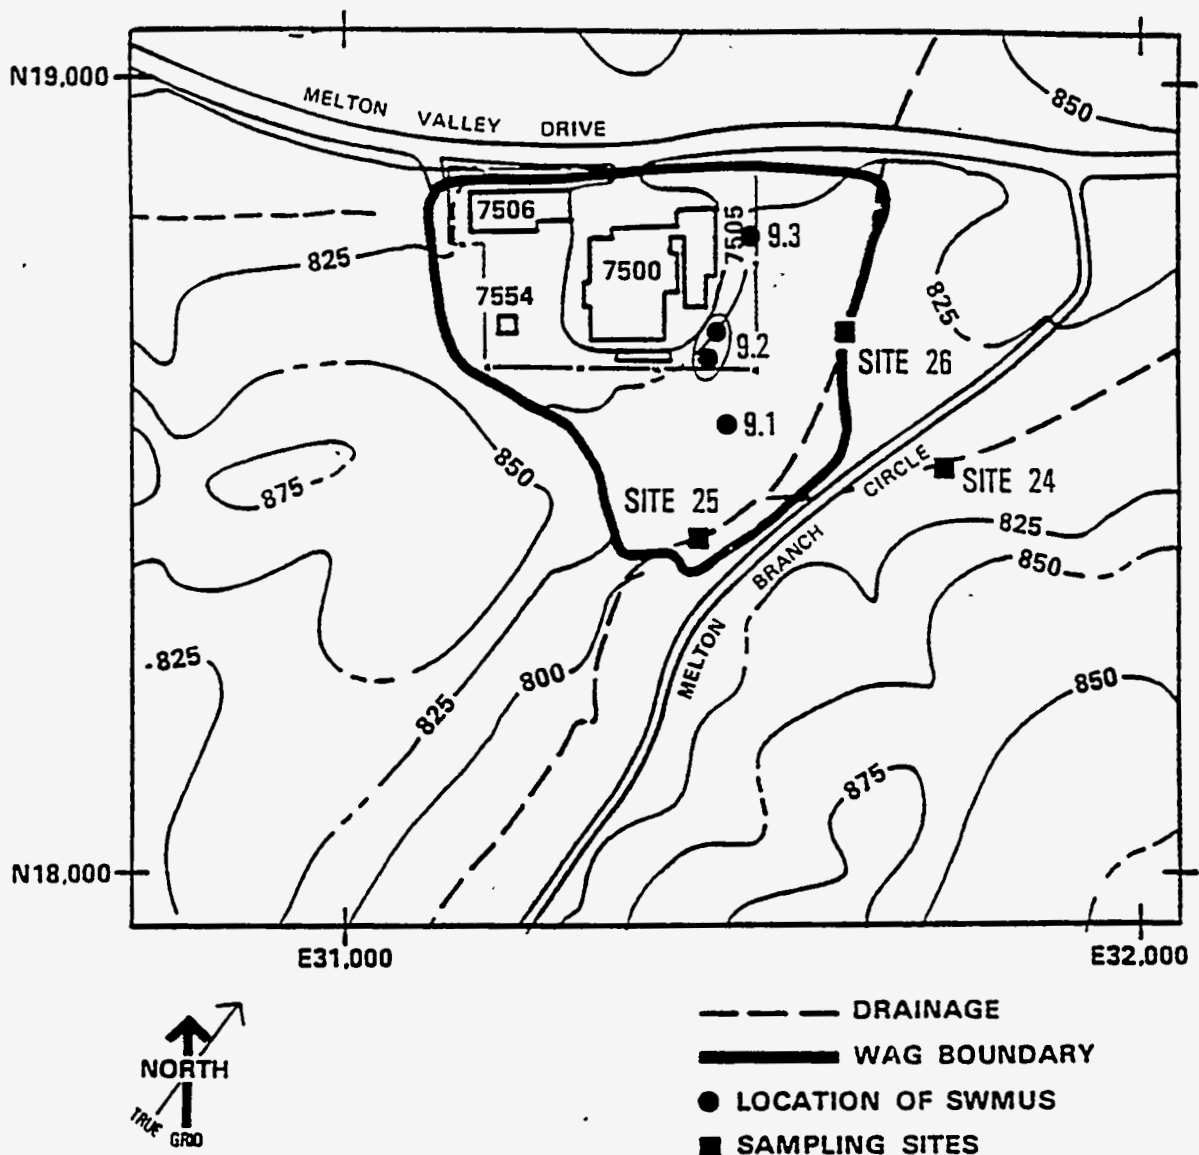 N19,000
MELTON VALLEY DRIVE
850
7506
7505
9.3
825
7500
7554
825
9.2
SITE 26
9.1
850
875
SITE 25
CIRCLE
SITE 24
825
BRANCH
850
-825
MELTON
800
850
825
875
N18,000
E31,000
E32,000
DRAINAGE
NORTH
WAG BOUNDARY
TRUE
GRID
LOCATION OF SWMUS
SAMPLING SITES